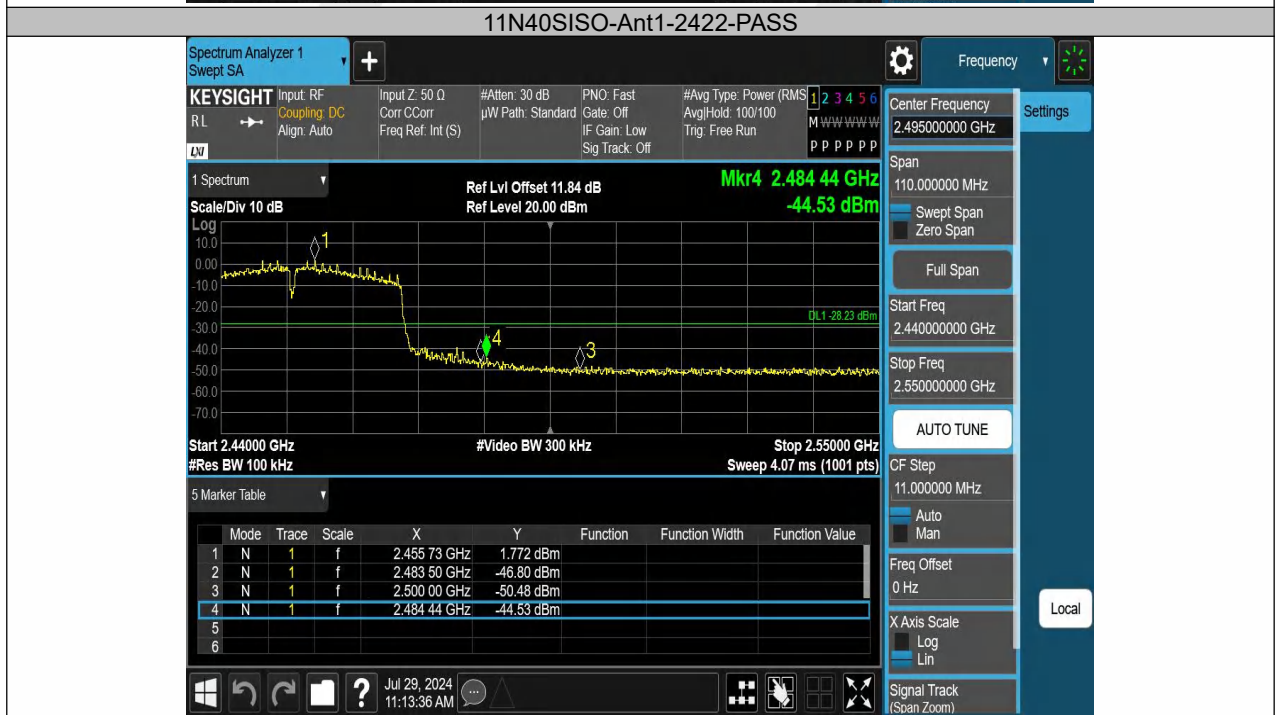 11N40SISO-Ant1-2422-PASS
Spectrum Analyzer 1
Swept SA
+
Frequency
KEYSIGHT
RL
LXI
Input: RF
Coupling: DC
Align: Auto
Input Z: 50 Ω
Corr CCorr
Freq Ref: Int (S)
#Atten: 30 dB
µW Path: Standard
PNO: Fast
Gate: Off
IF Gain: Low
Sig Track: Off
#Avg Type: Power (RMS
Avg|Hold: 100/100
Trig: Free Run
1 2 3 4 5 6
M W W W W W
P P P P P P
Center Frequency
2.495000000 GHz
Settings
Span
110.000000 MHz
Swept Span
Zero Span
Full Span
Start Freq
2.440000000 GHz
Stop Freq
2.550000000 GHz
AUTO TUNE
CF Step
11.000000 MHz
Auto
Man
Freq Offset
0 Hz
X Axis Scale
Log
Lin
Local
Signal Track
(Span Zoom)
1 Spectrum
Scale/Div 10 dB
Ref Lvl Offset 11.84 dB
Ref Level 20.00 dBm
Mkr4 2.484 44 GHz
-44.53 dBm
Log
10.0
0.00
-10.0
-20.0
-30.0
-40.0
-50.0
-60.0
-70.0
1
4
3
DL1 -28.23 dBm
Start 2.44000 GHz
#Video BW 300 kHz
Stop 2.55000 GHz
#Res BW 100 kHz
Sweep 4.07 ms (1001 pts)
5 Marker Table
Mode Trace Scale X Y Function Function Width Function Value
1 N 1 f 2.455 73 GHz 1.772 dBm
2 N 1 f 2.483 50 GHz -46.80 dBm
3 N 1 f 2.500 00 GHz -50.48 dBm
4 N 1 f 2.484 44 GHz -44.53 dBm
5
6
?
Jul 29, 2024
11:13:36 AM